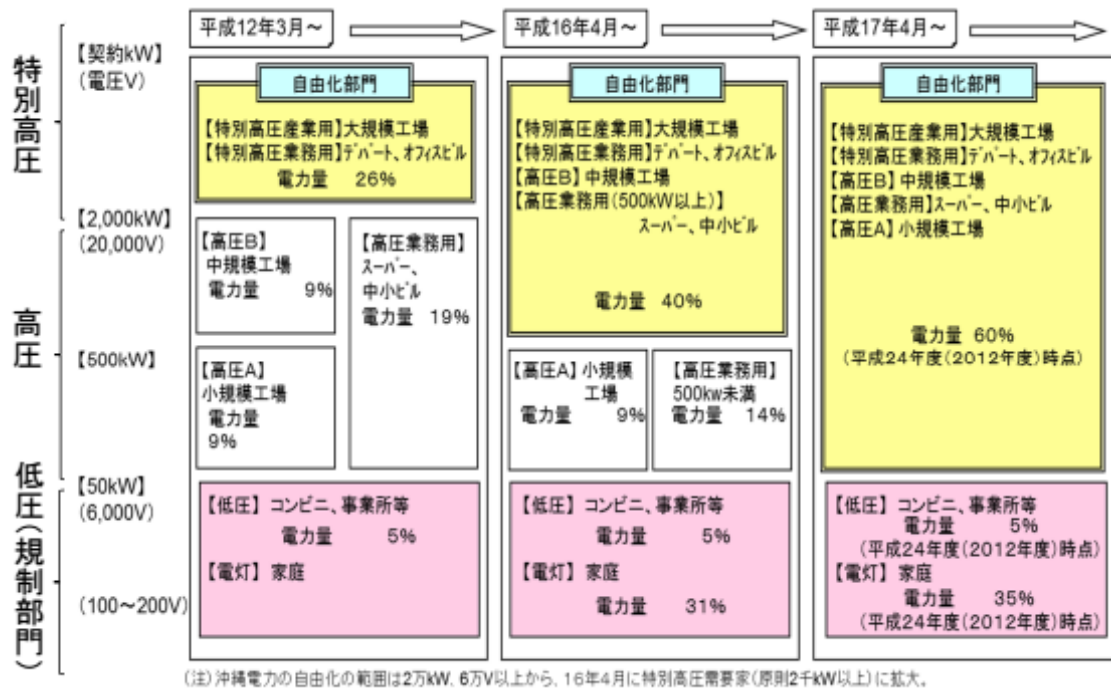 平成12年3月～
平成16年4月～
平成17年4月～
特別高圧
高圧
低圧(規制部門)
【契約kW】
(電圧V)
【2,000kW】
(20,000V)
【500kW】
【50kW】
(6,000V)
(100～200V)
自由化部門
【特別高圧産業用】大規模工場
【特別高圧業務用】デパート、オフィスビル
電力量 26%
【高圧B】
中規模工場
電力量 9%
【高圧業務用】
スーパー、
中小ビル
電力量 19%
【高圧A】
小規模工場
電力量
9%
【低圧】 コンビニ、事業所等
電力量 5%
【電灯】 家庭
自由化部門
【特別高圧産業用】大規模工場
【特別高圧業務用】デパート、オフィスビル
【高圧B】 中規模工場
【高圧業務用(500kW以上)】
スーパー、中小ビル
電力量 40%
【高圧A】 小規模
工場
電力量 9%
【高圧業務用】
500kw未満
電力量 14%
【低圧】 コンビニ、事業所等
電力量 5%
【電灯】 家庭
電力量 31%
自由化部門
【特別高圧産業用】大規模工場
【特別高圧業務用】デパート、オフィスビル
【高圧B】 中規模工場
【高圧業務用】スーパー、中小ビル
【高圧A】 小規模工場
電力量 60%
(平成24年度(2012年度)時点)
【低圧】 コンビニ、事業所等
電力量 5%
(平成24年度(2012年度)時点)
【電灯】 家庭
電力量 35%
(平成24年度(2012年度)時点)
(注) 沖縄電力の自由化の範囲は2万kW、6万V以上から、16年4月に特別高圧需要家(原則2千kW以上)に拡大。